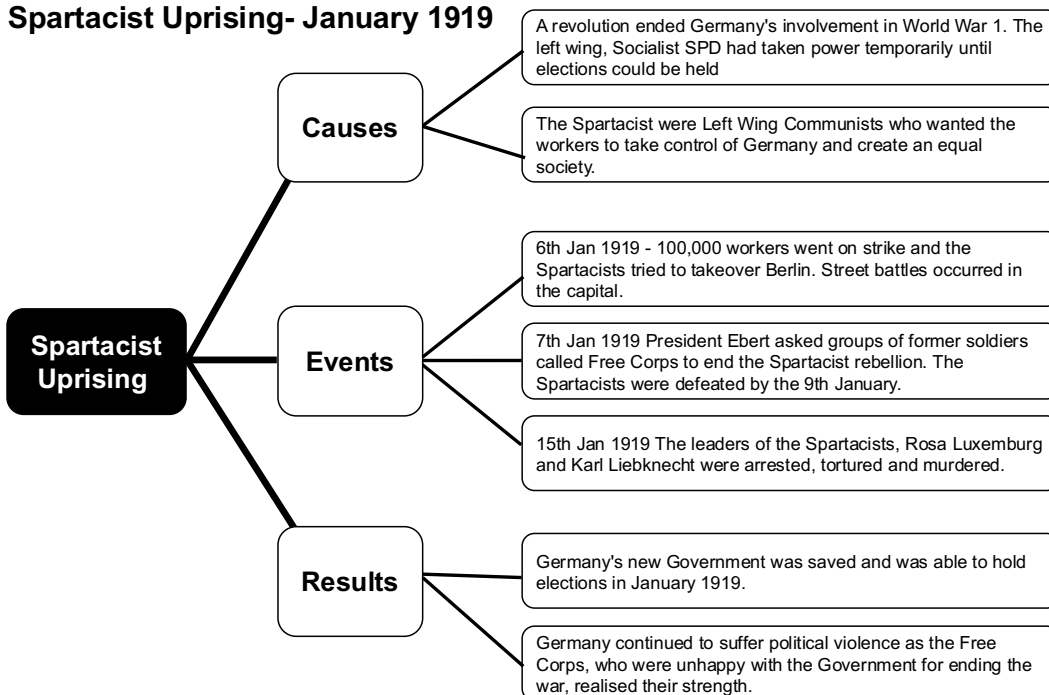 Spartacist Uprising- January 1919
Spartacist
Uprising
Causes
A revolution ended Germany's involvement in World War 1. The
left wing, Socialist SPD had taken power temporarily until
elections could be held
The Spartacist were Left Wing Communists who wanted the
workers to take control of Germany and create an equal
society.
Events
6th Jan 1919 - 100,000 workers went on strike and the
Spartacists tried to takeover Berlin. Street battles occurred in
the capital.
7th Jan 1919 President Ebert asked groups of former soldiers
called Free Corps to end the Spartacist rebellion. The
Spartacists were defeated by the 9th January.
15th Jan 1919 The leaders of the Spartacists, Rosa Luxemburg
and Karl Liebknecht were arrested, tortured and murdered.
Results
Germany's new Government was saved and was able to hold
elections in January 1919.
Germany continued to suffer political violence as the Free
Corps, who were unhappy with the Government for ending the
war, realised their strength.